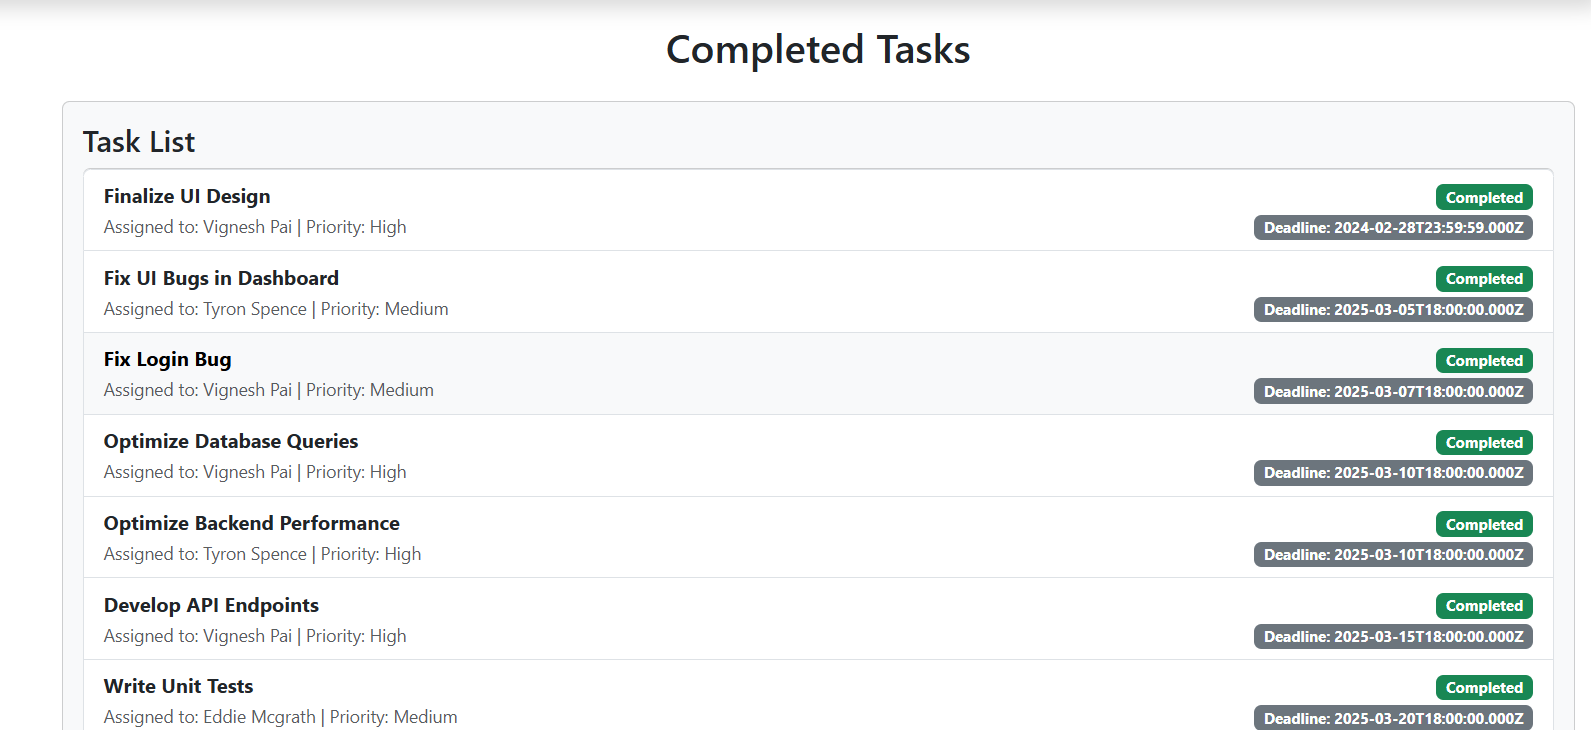 Completed Tasks
Task List
Finalize UI Design
Completed
Assigned to: Vignesh Pai | Priority: High
Deadline: 2024-02-28T23:59:59.000Z
Fix UI Bugs in Dashboard
Completed
Assigned to: Tyron Spence | Priority: Medium
Deadline: 2025-03-05T18:00:00.000Z
Fix Login Bug
Completed
Assigned to: Vignesh Pai | Priority: Medium
Deadline: 2025-03-07T18:00:00.000Z
Optimize Database Queries
Completed
Assigned to: Vignesh Pai | Priority: High
Deadline: 2025-03-10T18:00:00.000Z
Optimize Backend Performance
Completed
Assigned to: Tyron Spence | Priority: High
Deadline: 2025-03-10T18:00:00.000Z
Develop API Endpoints
Completed
Assigned to: Vignesh Pai | Priority: High
Deadline: 2025-03-15T18:00:00.000Z
Write Unit Tests
Completed
Assigned to: Eddie Mcgrath | Priority: Medium
Deadline: 2025-03-20T18:00:00.000Z